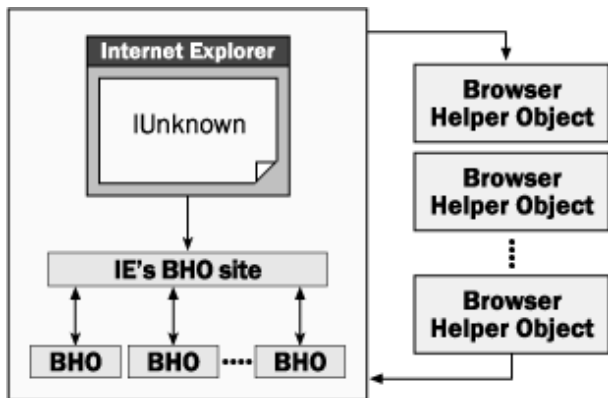 Internet Explorer
IUnknown
IE's BHO site
BHO
BHO
BHO
Browser
Helper Object
Browser
Helper Object
Browser
Helper Object